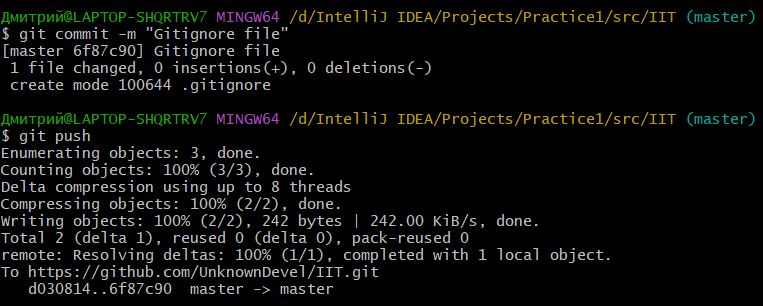 Дмитрий@LAPTOP-SHQRTRV7 MINGW64 /d/IntelliJ IDEA/Projects/Practice1/src/IIT (master)
$ git commit -m "Gitignore file"
[master 6f87c90] Gitignore file
 1 file changed, 0 insertions(+), 0 deletions(-)
 create mode 100644 .gitignore

Дмитрий@LAPTOP-SHQRTRV7 MINGW64 /d/IntelliJ IDEA/Projects/Practice1/src/IIT (master)
$ git push
Enumerating objects: 3, done.
Counting objects: 100% (3/3), done.
Delta compression using up to 8 threads
Compressing objects: 100% (2/2), done.
Writing objects: 100% (2/2), 242 bytes | 242.00 KiB/s, done.
Total 2 (delta 1), reused 0 (delta 0), pack-reused 0
remote: Resolving deltas: 100% (1/1), completed with 1 local object.
To https://github.com/UnknownDevel/IIT.git
   d030814..6f87c90  master -> master